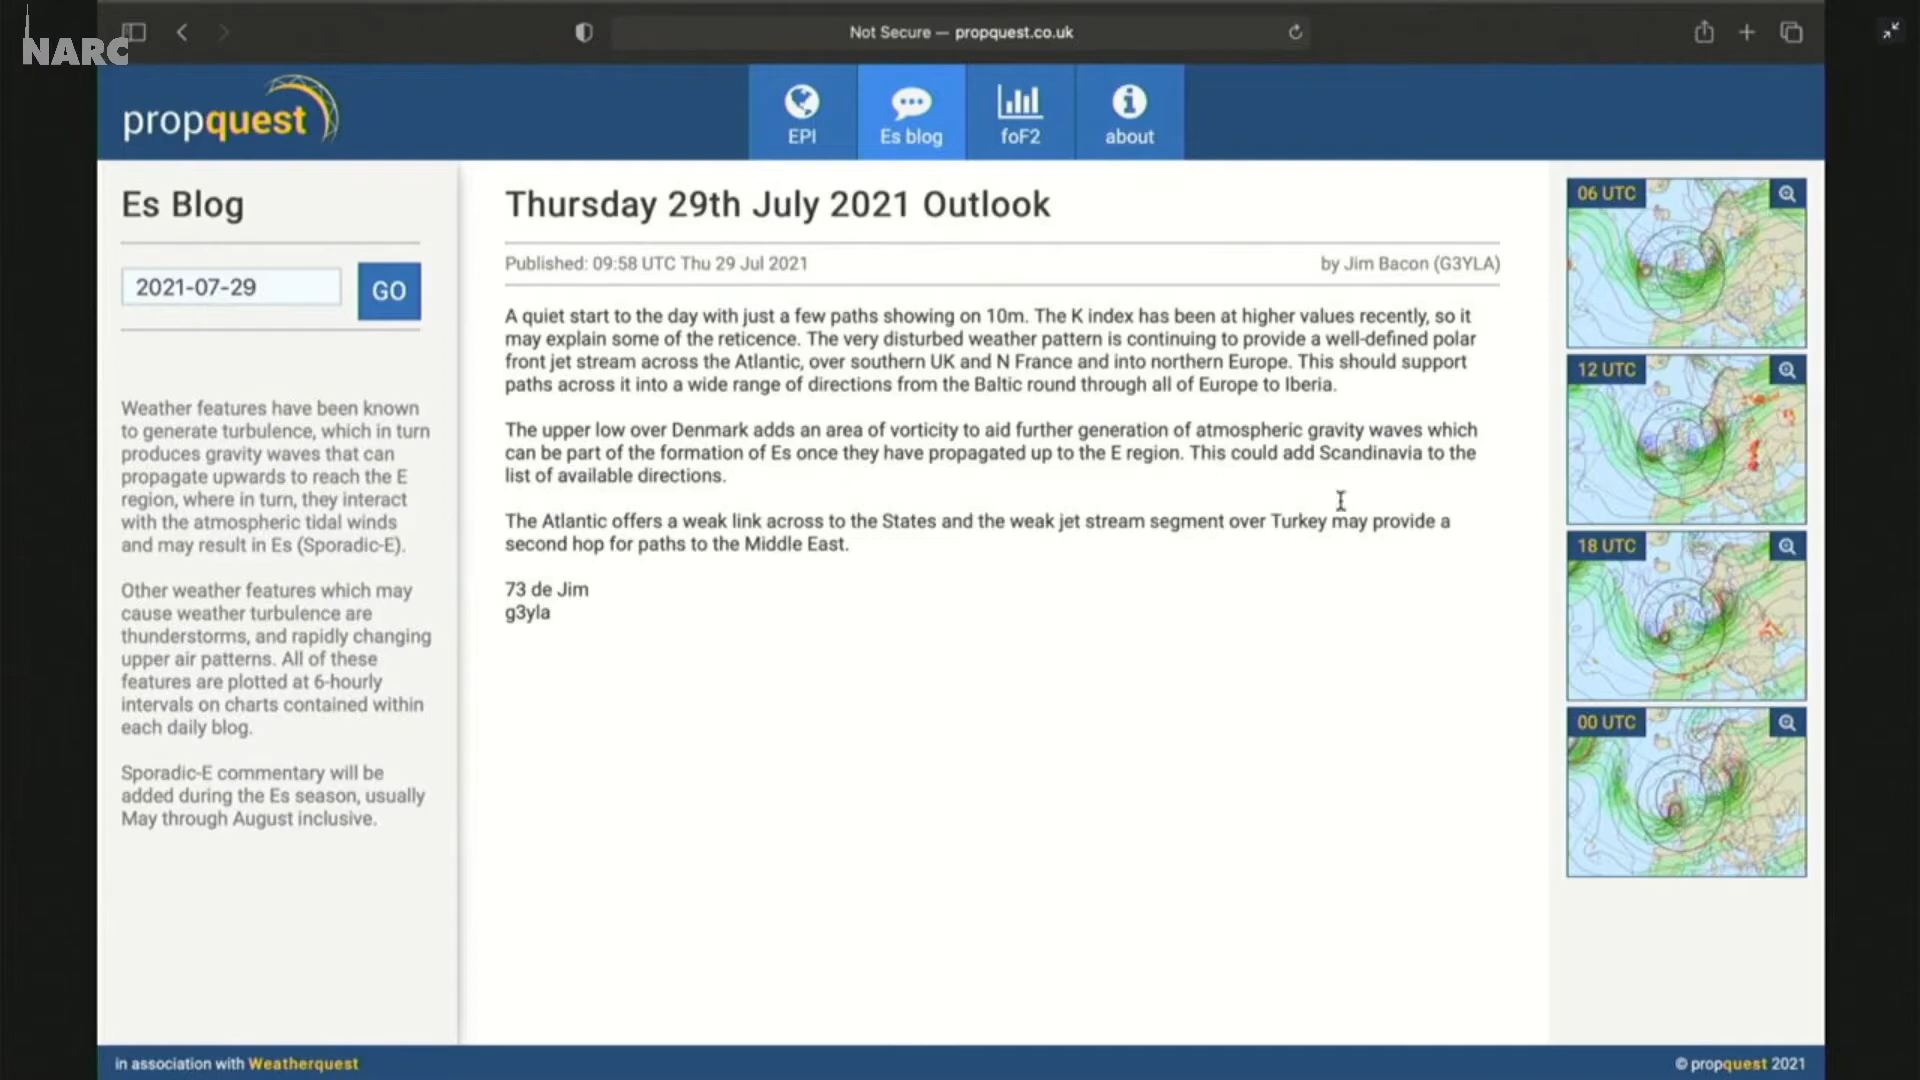 NARC
Not Secure — propquest.co.uk
propquest
EPI
Es blog
foF2
about
Es Blog
2021-07-29
GO
Weather features have been known
to generate turbulence, which in turn
produces gravity waves that can
propagate upwards to reach the E
region, where in turn, they interact
with the atmospheric tidal winds
and may result in Es (Sporadic-E).
Other weather features which may
cause weather turbulence are
thunderstorms, and rapidly changing
upper air patterns. All of these
features are plotted at 6-hourly
intervals on charts contained within
each daily blog.
Sporadic-E commentary will be
added during the Es season, usually
May through August inclusive.
Thursday 29th July 2021 Outlook
Published: 09:58 UTC Thu 29 Jul 2021
by Jim Bacon (G3YLA)
A quiet start to the day with just a few paths showing on 10m. The K index has been at higher values recently, so it
may explain some of the reticence. The very disturbed weather pattern is continuing to provide a well-defined polar
front jet stream across the Atlantic, over southern UK and N France and into northern Europe. This should support
paths across it into a wide range of directions from the Baltic round through all of Europe to Iberia.
The upper low over Denmark adds an area of vorticity to aid further generation of atmospheric gravity waves which
can be part of the formation of Es once they have propagated up to the E region. This could add Scandinavia to the
list of available directions.
The Atlantic offers a weak link across to the States and the weak jet stream segment over Turkey may provide a
second hop for paths to the Middle East.
73 de Jim
g3yla
06 UTC
12 UTC
18 UTC
00 UTC
in association with Weatherquest
© propquest 2021